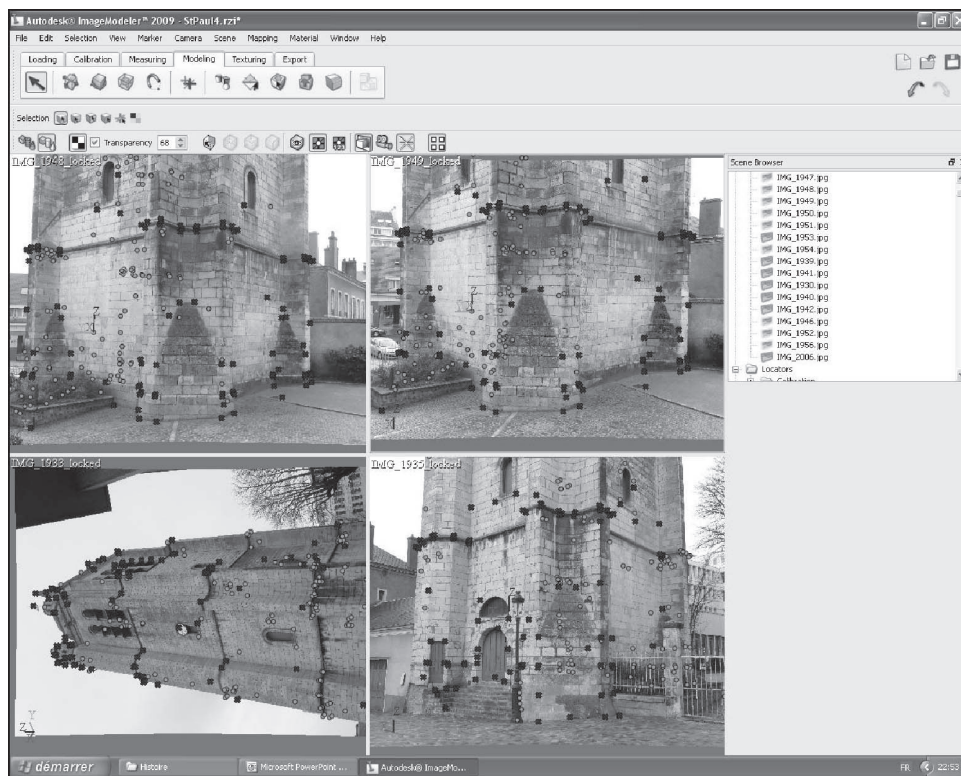 Autodesk® ImageModeler™ 2009 - StPaul4.rzi*
File Edit Selection View Marker Camera Scene Mapping Material Window Help
Loading Calibration Measuring Modeling Texturing Export
Selection
Transparency 68
IMG_1943_locked
IMG_1949_locked
Scene Browser
IMG_1947.jpg
IMG_1948.jpg
IMG_1949.jpg
IMG_1950.jpg
IMG_1951.jpg
IMG_1953.jpg
IMG_1954.jpg
IMG_1939.jpg
IMG_1941.jpg
IMG_1930.jpg
IMG_1940.jpg
IMG_1942.jpg
IMG_1946.jpg
IMG_1952.jpg
IMG_1956.jpg
IMG_2006.jpg
Locators
Calibration
IMG_1933_locked
IMG_1935_locked
Z
Y
Z
démarrer Histoire Microsoft PowerPoint ... Autodesk® ImageMo... FR 22:53